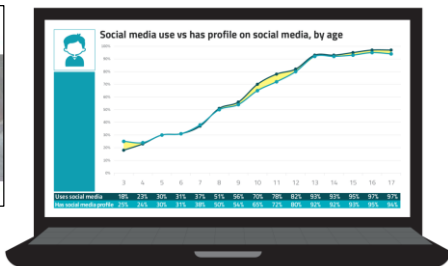 Social media use vs has profile on social media, by age
100%
90%
80%
70%
60%
50%
40%
30%
20%
10%
0%
3 4 5 6 7 8 9 10 11 12 13 14 15 16 17
Uses social media 18% 23% 30% 31% 37% 51% 56% 70% 78% 82% 93% 93% 95% 97% 97%
Has social media profile 25% 24% 30% 31% 38% 50% 54% 65% 72% 80% 92% 92% 93% 95% 94%